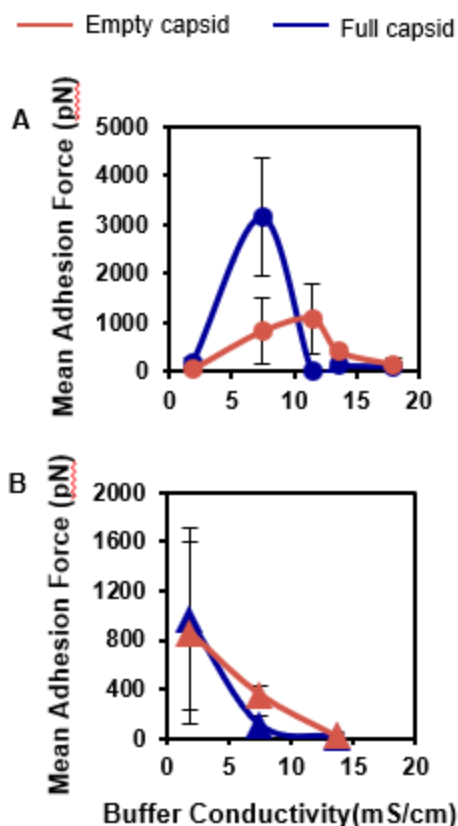 Empty capsid
Full capsid
A
Mean Adhesion Force (pN)
5000
4000
3000
2000
1000
0
0 5 10 15 20
B
Mean Adhesion Force (pN)
2000
1600
1200
800
400
0
0 5 10 15 20
Buffer Conductivity(mS/cm)